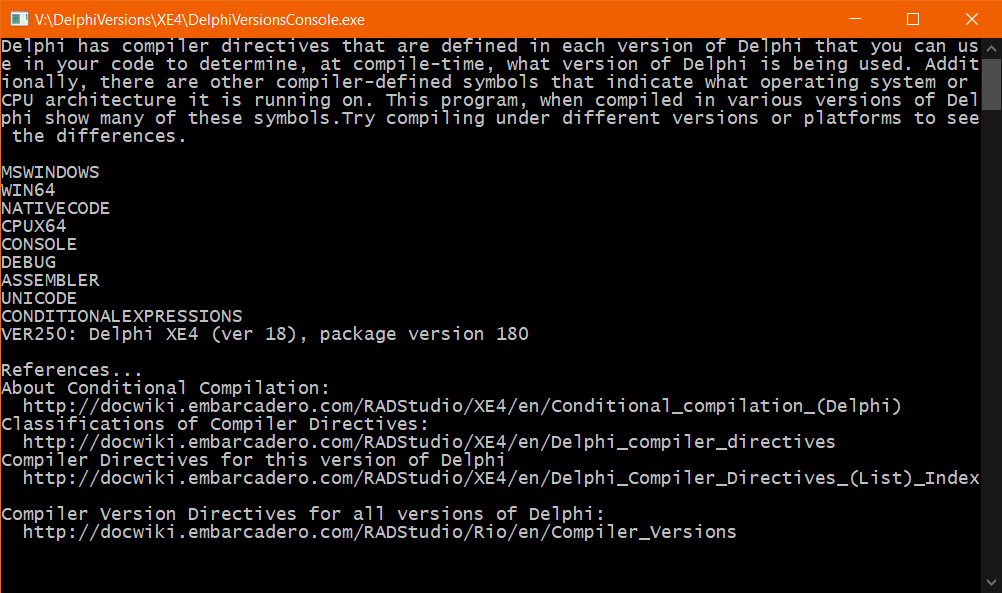 V:\DelphiVersions\XE4\DelphiVersionsConsole.exe
Delphi has compiler directives that are defined in each version of Delphi that you can us
e in your code to determine, at compile-time, what version of Delphi is being used. Addit
ionally, there are other compiler-defined symbols that indicate what operating system or
CPU architecture it is running on. This program, when compiled in various versions of Del
phi show many of these symbols.Try compiling under different versions or platforms to see
 the differences.

MSWINDOWS
WIN64
NATIVECODE
CPUX64
CONSOLE
DEBUG
ASSEMBLER
UNICODE
CONDITIONALEXPRESSIONS
VER250: Delphi XE4 (ver 18), package version 180

References...
About Conditional Compilation:
  http://docwiki.embarcadero.com/RADStudio/XE4/en/Conditional_compilation_(Delphi)
Classifications of Compiler Directives:
  http://docwiki.embarcadero.com/RADStudio/XE4/en/Delphi_compiler_directives
Compiler Directives for this version of Delphi
  http://docwiki.embarcadero.com/RADStudio/XE4/en/Delphi_Compiler_Directives_(List)_Index

Compiler Version Directives for all versions of Delphi:
  http://docwiki.embarcadero.com/RADStudio/Rio/en/Compiler_Versions